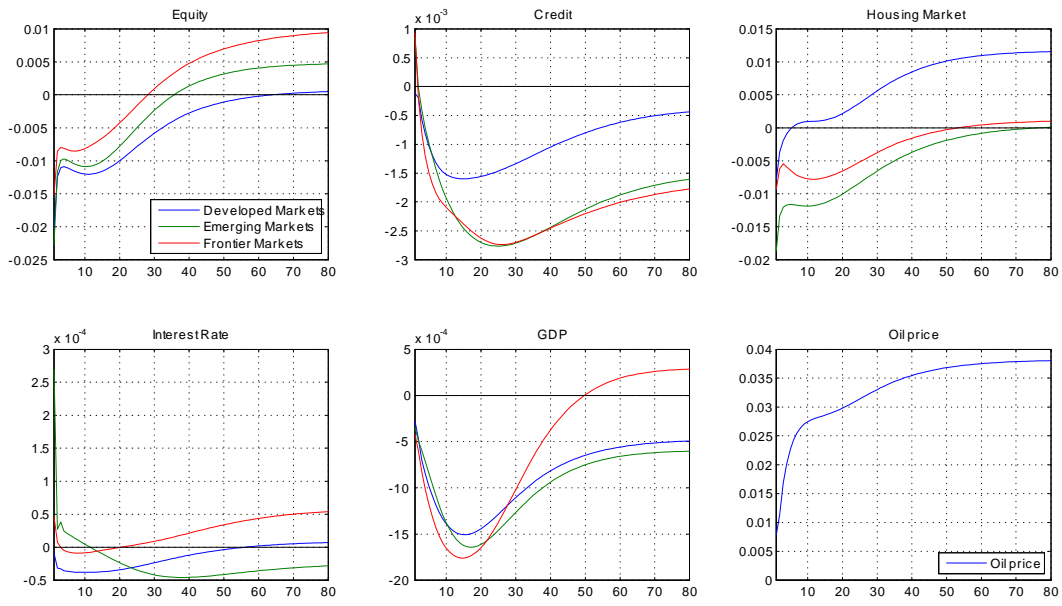 Equity
0.01
0.005
0
-0.005
-0.01
-0.015
-0.02
-0.025
10 20 30 40 50 60 70 80
Developed Markets
Emerging Markets
Frontier Markets
Credit
x 10-3
1
0.5
0
-0.5
-1
-1.5
-2
-2.5
-3
10 20 30 40 50 60 70 80
Housing Market
0.015
0.01
0.005
0
-0.005
-0.01
-0.015
-0.02
10 20 30 40 50 60 70 80
Interest Rate
x 10-4
3
2.5
2
1.5
1
0.5
0
-0.5
10 20 30 40 50 60 70 80
GDP
x 10-4
5
0
-5
-10
-15
-20
10 20 30 40 50 60 70 80
Oil price
0.04
0.035
0.03
0.025
0.02
0.015
0.01
0.005
0
10 20 30 40 50 60 70 80
Oil price